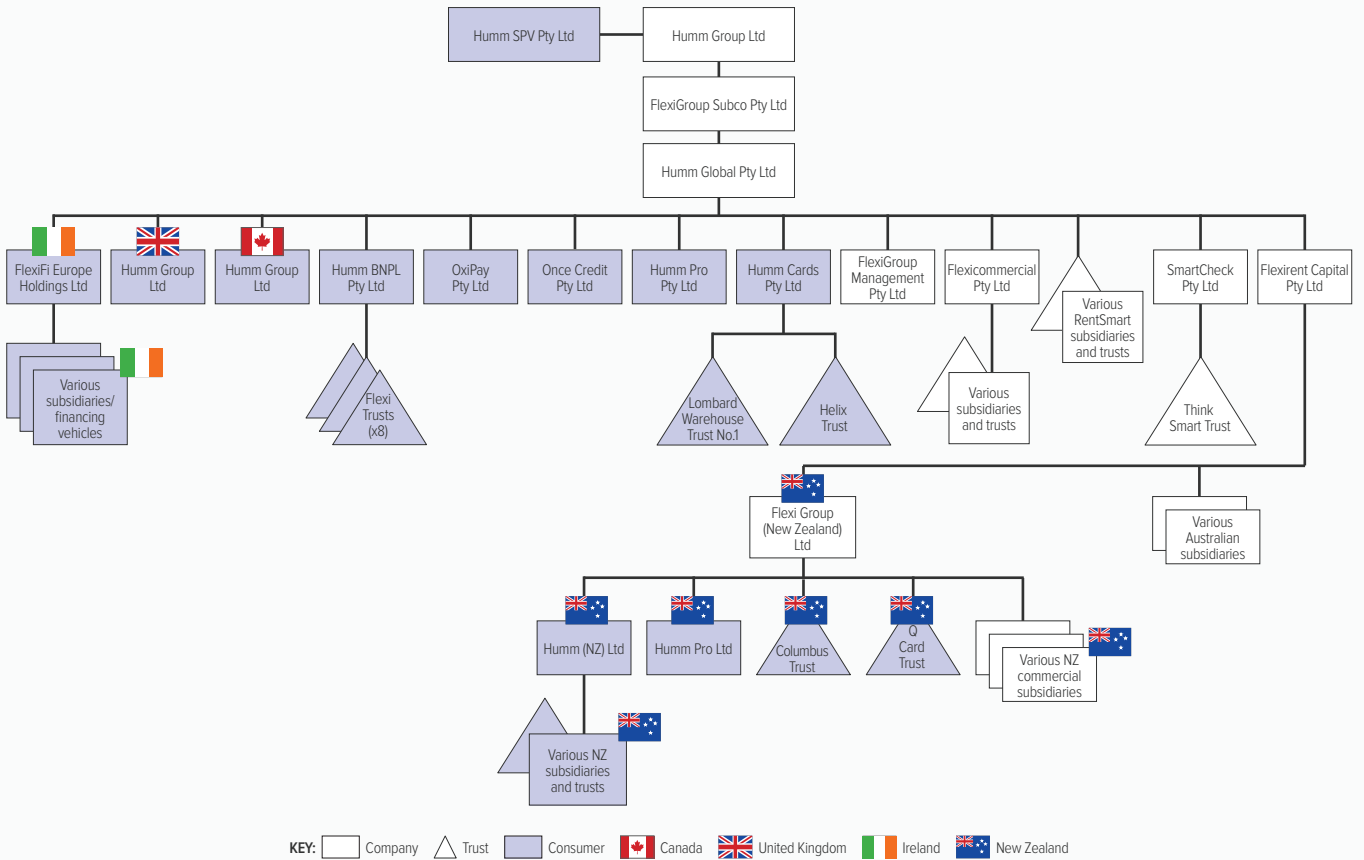 Humm SPV Pty Ltd
Humm Group Ltd
FlexiGroup Subco Pty Ltd
Humm Global Pty Ltd
FlexiFi Europe
Holdings Ltd
Humm Group
Ltd
Humm Group
Ltd
Humm BNPL
Pty Ltd
OxiPay
Pty Ltd
Once Credit
Pty Ltd
Humm Pro
Pty Ltd
Humm Cards
Pty Ltd
FlexiGroup
Management
Pty Ltd
Flexicommercial
Pty Ltd
Various
RentSmart
subsidiaries
and trusts
SmartCheck
Pty Ltd
Flexirent Capital
Pty Ltd
Various
subsidiaries/
financing
vehicles
Flexi
Trusts
(x8)
Lombard
Warehouse
Trust No.1
Helix
Trust
Various
subsidiaries
and trusts
Think
Smart Trust
Flexi Group
(New Zealand)
Ltd
Various
Australian
subsidiaries
Humm (NZ) Ltd
Humm Pro Ltd
Columbus
Trust
Q
Card
Trust
Various NZ
commercial
subsidiaries
Various NZ
subsidiaries
and trusts
KEY: Company Trust Consumer Canada United Kingdom Ireland New Zealand